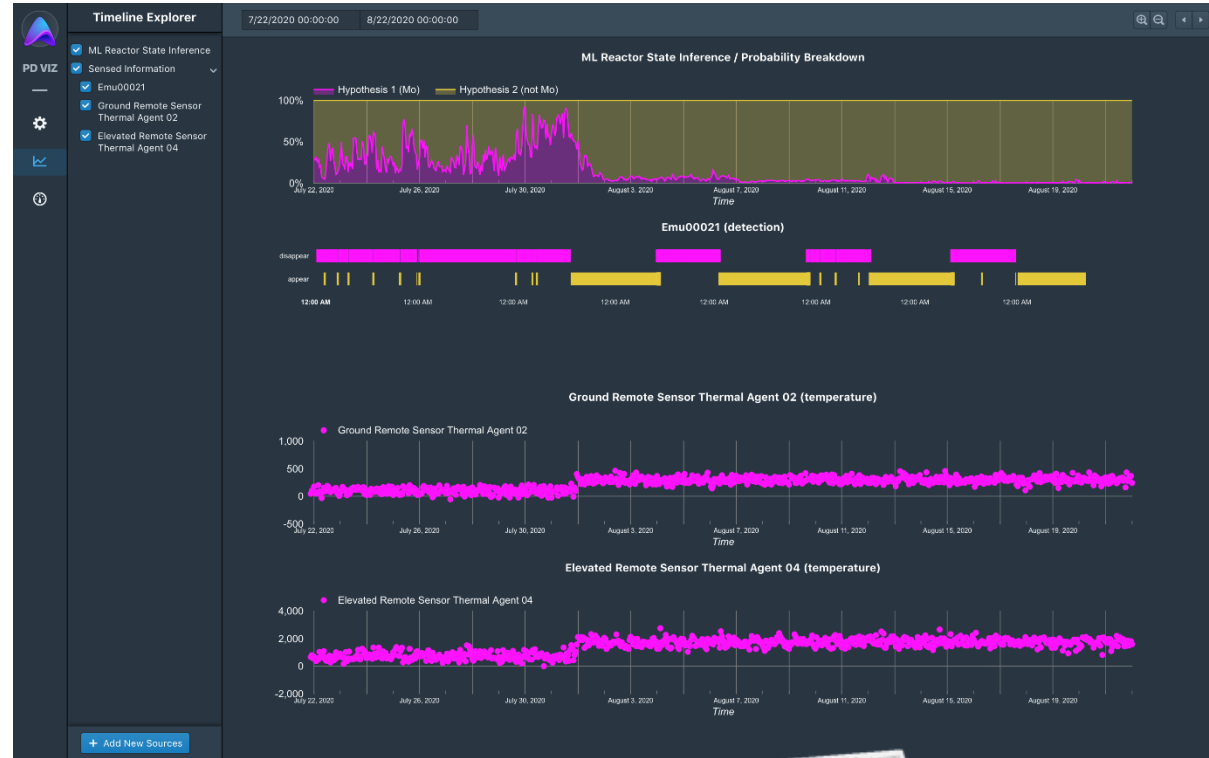 Timeline Explorer
7/22/2020 00:00:00 8/22/2020 00:00:00
PD VIZ
ML Reactor State Inference
Sensed Information
Emu00021
Ground Remote Sensor
Thermal Agent 02
Elevated Remote Sensor
Thermal Agent 04
+ Add New Sources
ML Reactor State Inference / Probability Breakdown
Hypothesis 1 (Mo) Hypothesis 2 (not Mo)
100%
50%
0%
July 22, 2020 July 26, 2020 July 30, 2020 August 3, 2020 August 7, 2020 August 11, 2020 August 15, 2020 August 19, 2020
Time
Emu00021 (detection)
disappear
appear
12:00 AM 12:00 AM 12:00 AM 12:00 AM 12:00 AM 12:00 AM 12:00 AM 12:00 AM
Ground Remote Sensor Thermal Agent 02 (temperature)
Ground Remote Sensor Thermal Agent 02
1,000
500
0
-500
July 22, 2020 July 26, 2020 July 30, 2020 August 3, 2020 August 7, 2020 August 11, 2020 August 15, 2020 August 19, 2020
Time
Elevated Remote Sensor Thermal Agent 04 (temperature)
Elevated Remote Sensor Thermal Agent 04
4,000
2,000
0
-2,000
July 22, 2020 July 26, 2020 July 30, 2020 August 3, 2020 August 7, 2020 August 11, 2020 August 15, 2020 August 19, 2020
Time